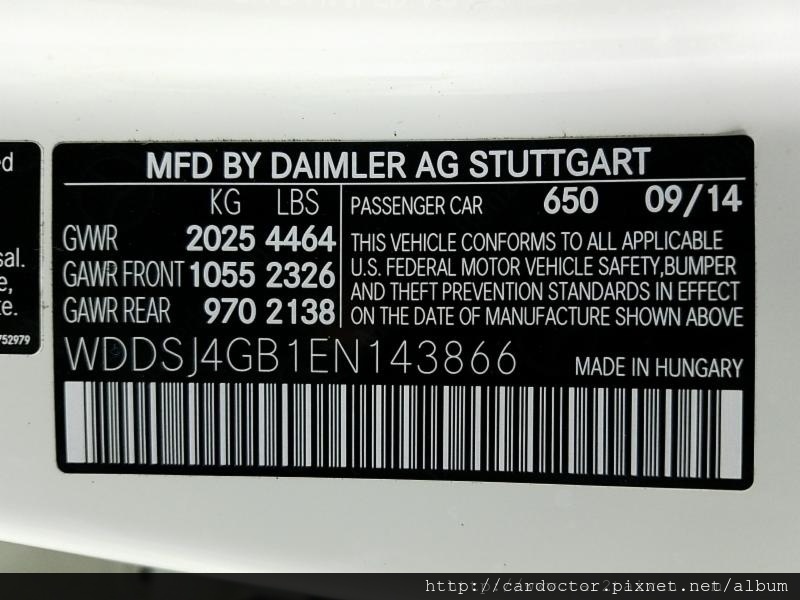 MFD BY DAIMLER AG STUTTGART
KG LBS
GVWR 2025 4464
GAWR FRONT 1055 2326
GAWR REAR 970 2138
PASSENGER CAR 650 09/14
THIS VEHICLE CONFORMS TO ALL APPLICABLE
U.S. FEDERAL MOTOR VEHICLE SAFETY,BUMPER
AND THEFT PREVENTION STANDARDS IN EFFECT
ON THE DATE OF MANUFACTURE SHOWN ABOVE
WDDSJ4GB1EN143866 MADE IN HUNGARY
752979
http://cardoctor.pixnet.net/album